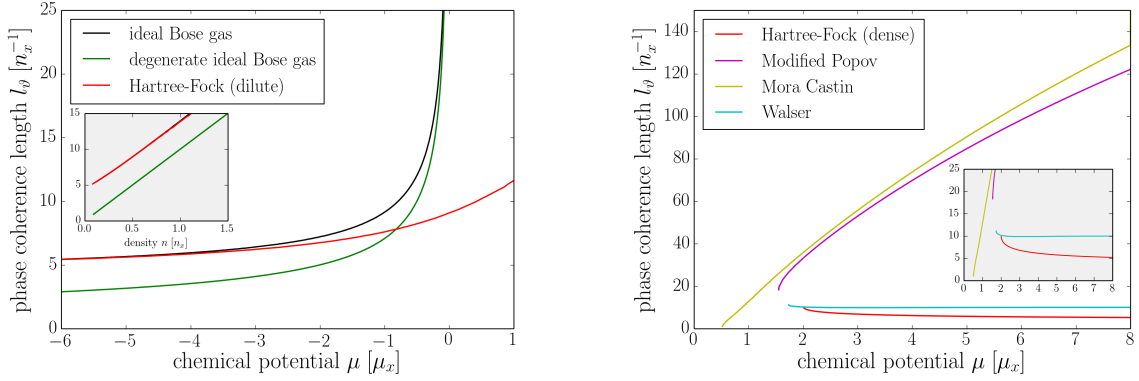 phase coherence length l_ϑ [n_x^{-1}]
25
20
15
10
5
0
ideal Bose gas
degenerate ideal Bose gas
Hartree-Fock (dilute)
15
10
5
0
0.0 0.5 1.0 1.5
density n [n_x]
−6 −5 −4 −3 −2 −1 0 1
chemical potential μ [μ_x]
phase coherence length l_ϑ [n_x^{-1}]
140
120
100
80
60
40
20
0
Hartree-Fock (dense)
Modified Popov
Mora Castin
Walser
25
20
15
10
5
0
0 1 2 3 4 5 6 7 8
0 1 2 3 4 5 6 7 8
chemical potential μ [μ_x]